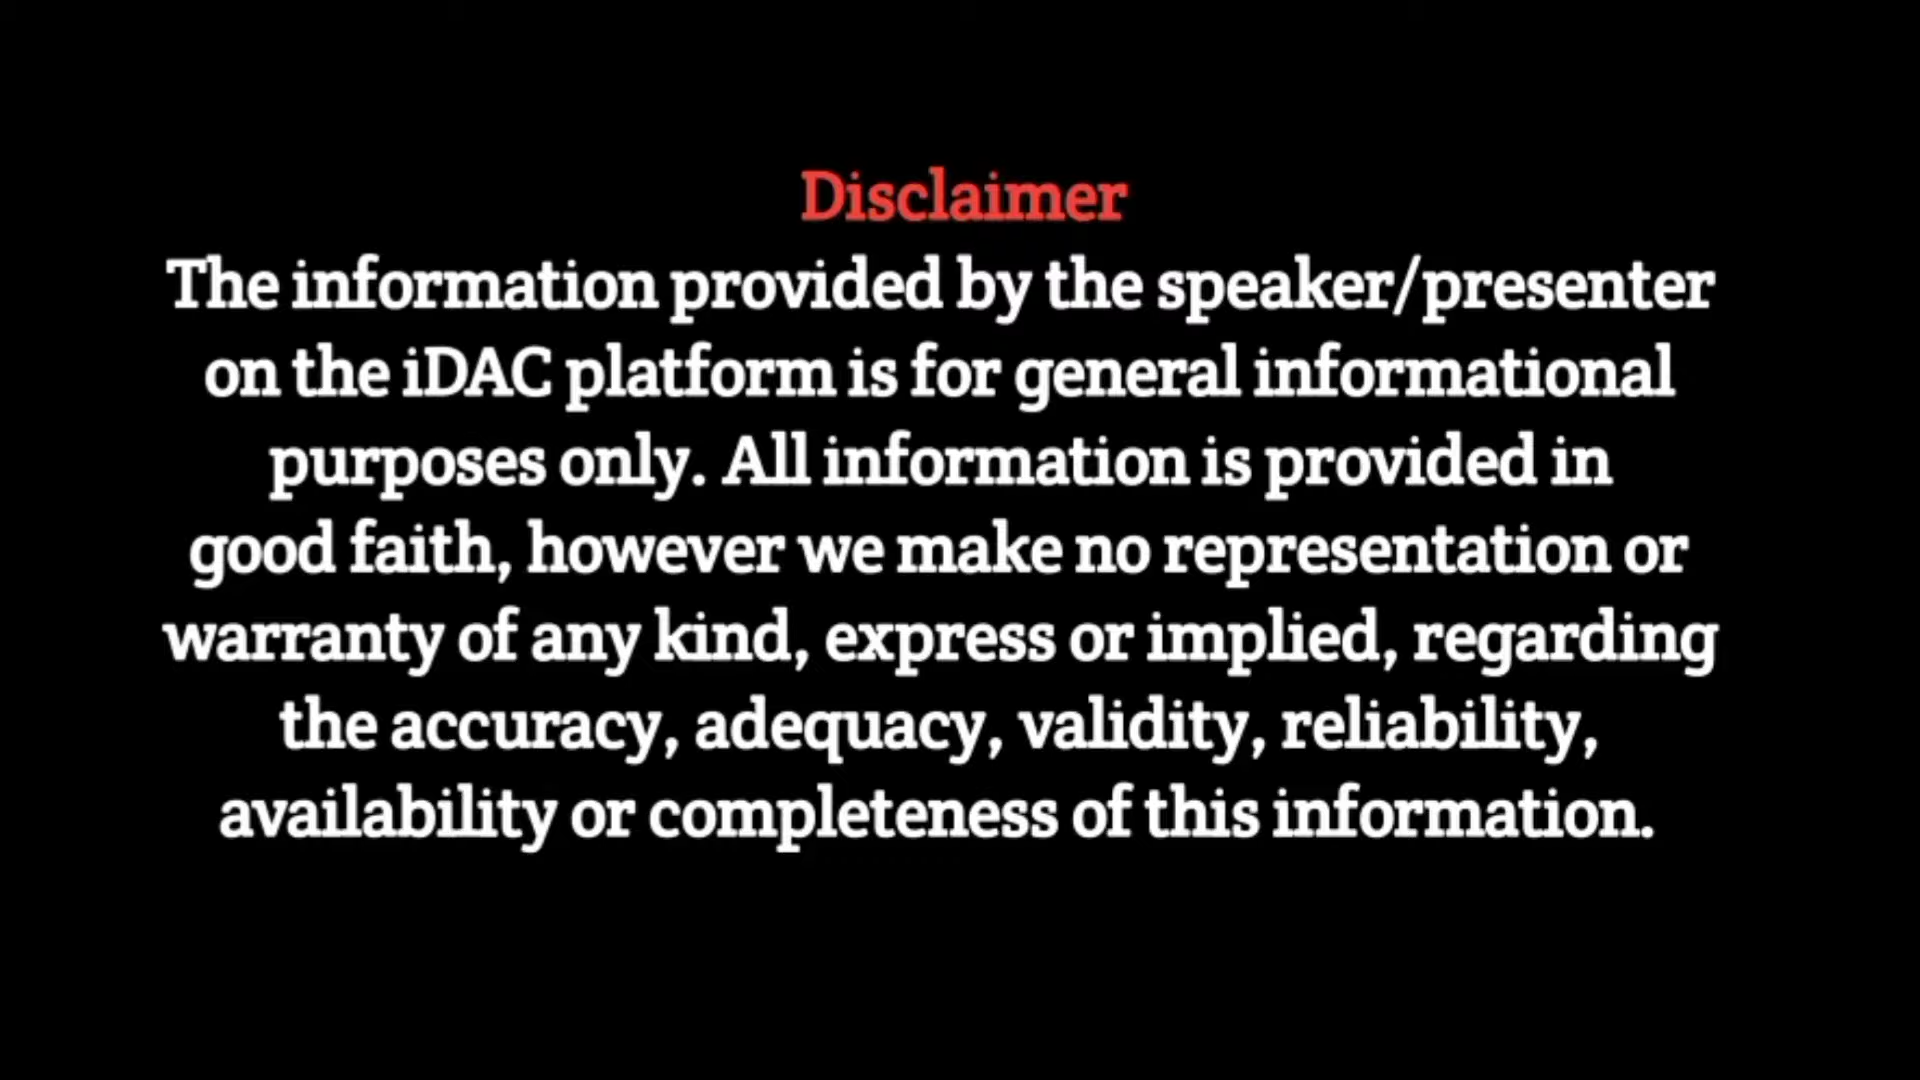 Disclaimer
The information provided by the speaker/presenter
on the iDAC platform is for general informational
purposes only. All information is provided in
good faith, however we make no representation or
warranty of any kind, express or implied, regarding
the accuracy, adequacy, validity, reliability,
availability or completeness of this information.